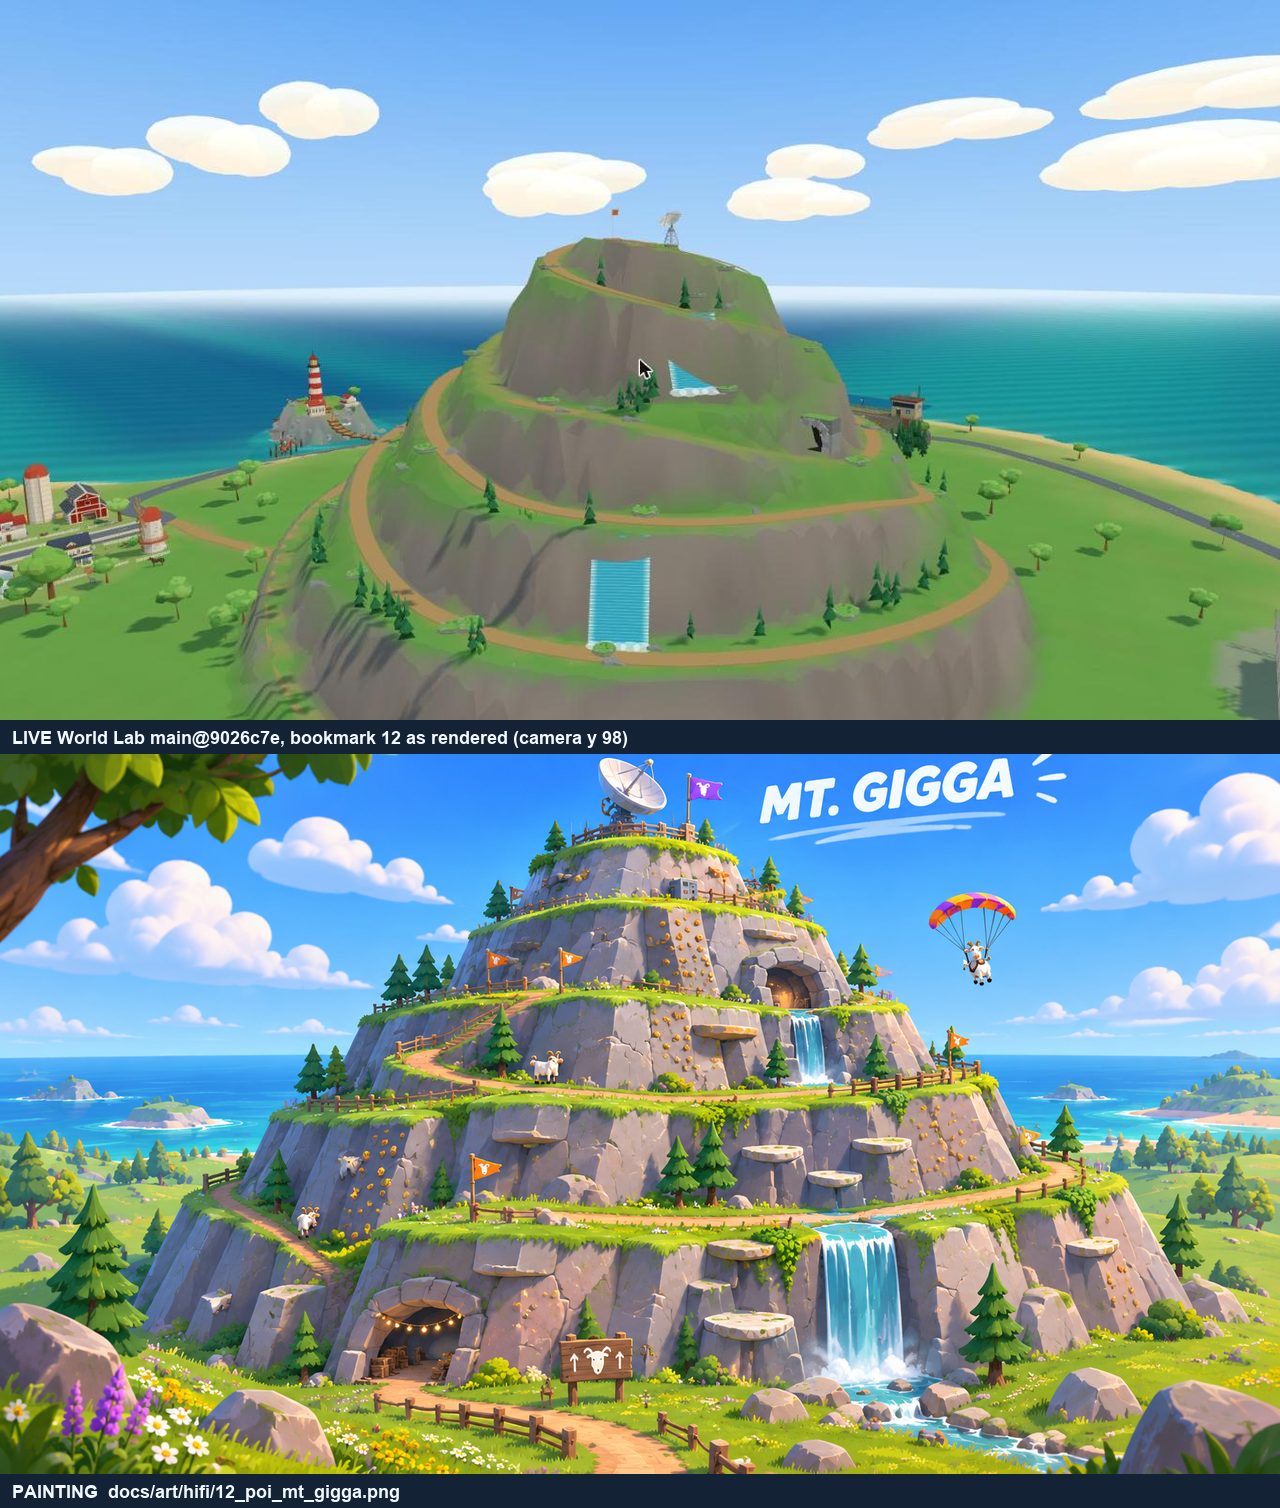 LIVE World Lab main@9026c7e, bookmark 12 as rendered (camera y 98)
MT. GIGGA
PAINTING docs/art/hifi/12_poi_mt_gigga.png